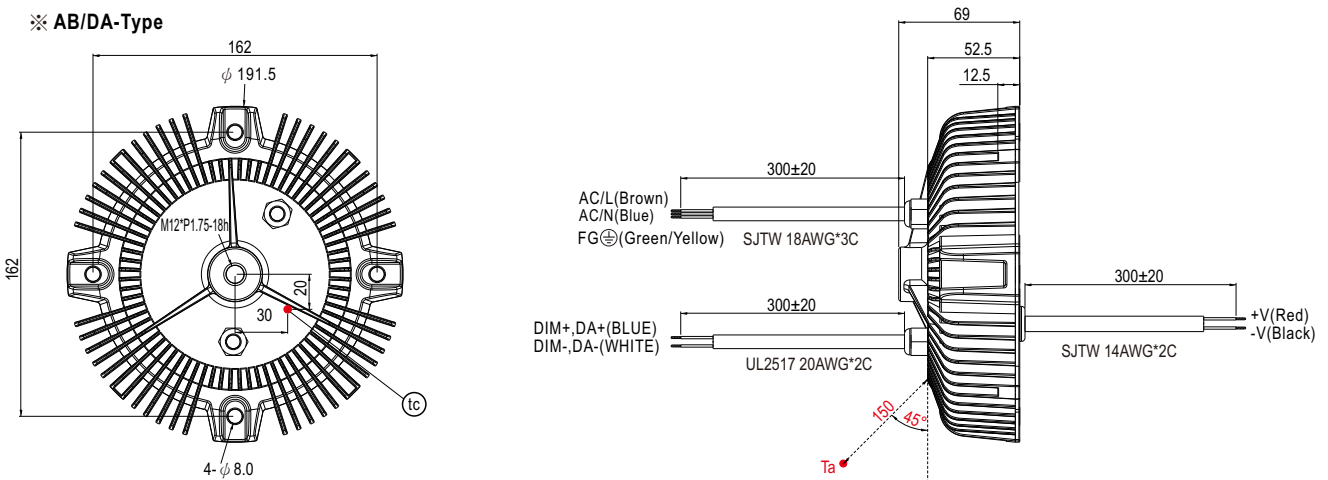 ※ AB/DA-Type
162
ϕ 191.5
162
M12*P1.75-18h
20
30
tc
4- ϕ 8.0
69
52.5
12.5
300±20
AC/L(Brown)
AC/N(Blue)
FG⏚(Green/Yellow)
SJTW 18AWG*3C
300±20
DIM+,DA+(BLUE)
DIM-,DA-(WHITE)
UL2517 20AWG*2C
300±20
+V(Red)
-V(Black)
SJTW 14AWG*2C
150
45°
Ta